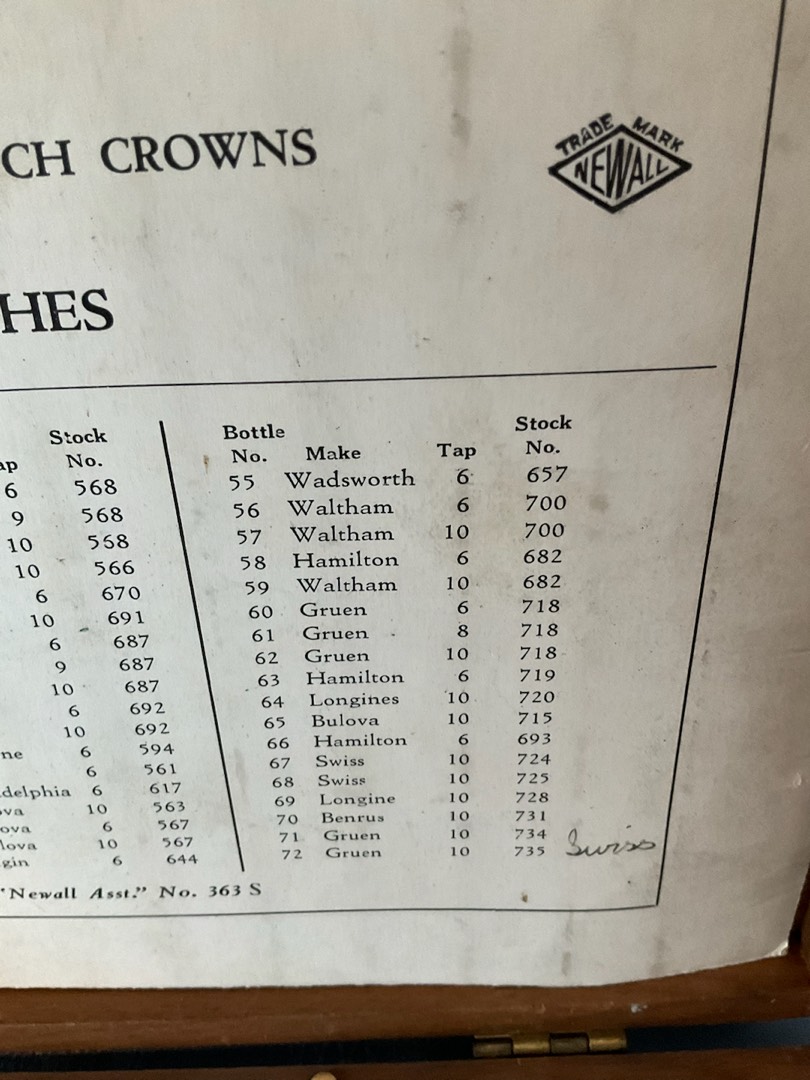 CH CROWNS
TRADE MARK
NEWALL
HES
Stock
ap No.
6 568
9 568
10 568
10 566
6 670
10 691
6 687
9 687
10 687
6 692
10 692
ne 6 594
6 561
delphia 6 617
ova 10 563
ova 6 567
lova 10 567
gin 6 644
Bottle Stock
No. Make Tap No.
55 Wadsworth 6 657
56 Waltham 6 700
57 Waltham 10 700
58 Hamilton 6 682
59 Waltham 10 682
60 Gruen 6 718
61 Gruen 8 718
62 Gruen 10 718
63 Hamilton 6 719
64 Longines 10 720
65 Bulova 10 715
66 Hamilton 6 693
67 Swiss 10 724
68 Swiss 10 725
69 Longine 10 728
70 Benrus 10 731
71 Gruen 10 734
72 Gruen 10 735 Swiss
"Newall Asst." No. 363 S